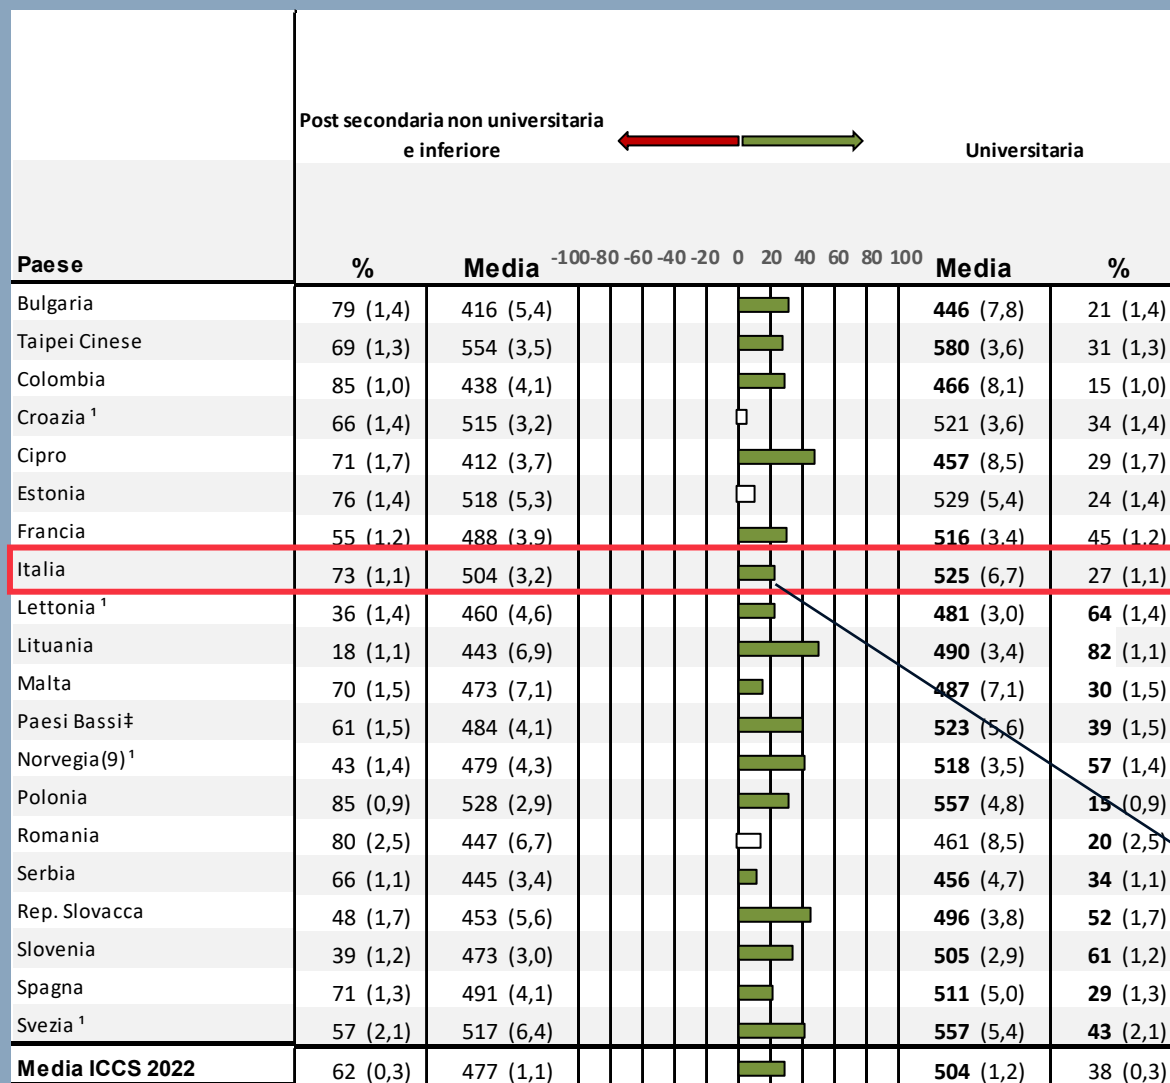 Post secondaria non universitaria
e inferiore
Universitaria
Paese % Media -100 -80 -60 -40 -20 0 20 40 60 80 100 Media %
Bulgaria 79 (1,4) 416 (5,4) 446 (7,8) 21 (1,4)
Taipei Cinese 69 (1,3) 554 (3,5) 580 (3,6) 31 (1,3)
Colombia 85 (1,0) 438 (4,1) 466 (8,1) 15 (1,0)
Croazia ¹ 66 (1,4) 515 (3,2) 521 (3,6) 34 (1,4)
Cipro 71 (1,7) 412 (3,7) 457 (8,5) 29 (1,7)
Estonia 76 (1,4) 518 (5,3) 529 (5,4) 24 (1,4)
Francia 55 (1,2) 488 (3,9) 516 (3,4) 45 (1,2)
Italia 73 (1,1) 504 (3,2) 525 (6,7) 27 (1,1)
Lettonia ¹ 36 (1,4) 460 (4,6) 481 (3,0) 64 (1,4)
Lituania 18 (1,1) 443 (6,9) 490 (3,4) 82 (1,1)
Malta 70 (1,5) 473 (7,1) 487 (7,1) 30 (1,5)
Paesi Bassi‡ 61 (1,5) 484 (4,1) 523 (5,6) 39 (1,5)
Norvegia(9)¹ 43 (1,4) 479 (4,3) 518 (3,5) 57 (1,4)
Polonia 85 (0,9) 528 (2,9) 557 (4,8) 15 (0,9)
Romania 80 (2,5) 447 (6,7) 461 (8,5) 20 (2,5)
Serbia 66 (1,1) 445 (3,4) 456 (4,7) 34 (1,1)
Rep. Slovacca 48 (1,7) 453 (5,6) 496 (3,8) 52 (1,7)
Slovenia 39 (1,2) 473 (3,0) 505 (2,9) 61 (1,2)
Spagna 71 (1,3) 491 (4,1) 511 (5,0) 29 (1,3)
Svezia ¹ 57 (2,1) 517 (6,4) 557 (5,4) 43 (2,1)
Media ICCS 2022 62 (0,3) 477 (1,1) 504 (1,2) 38 (0,3)